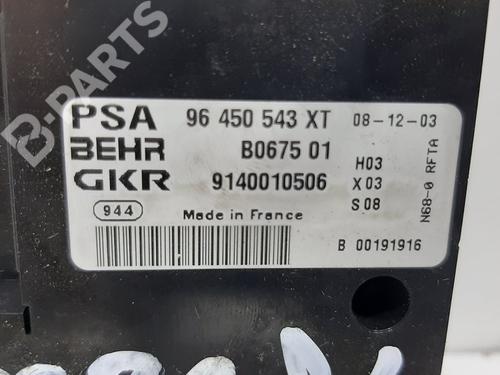 B-PARTS
PSA 96 450 543 XT 08-12-03
BEHR B0675 01 H03
GKR 9140010506 X03
S08
N68-0 RFTA
944
Made in France
B 00191916